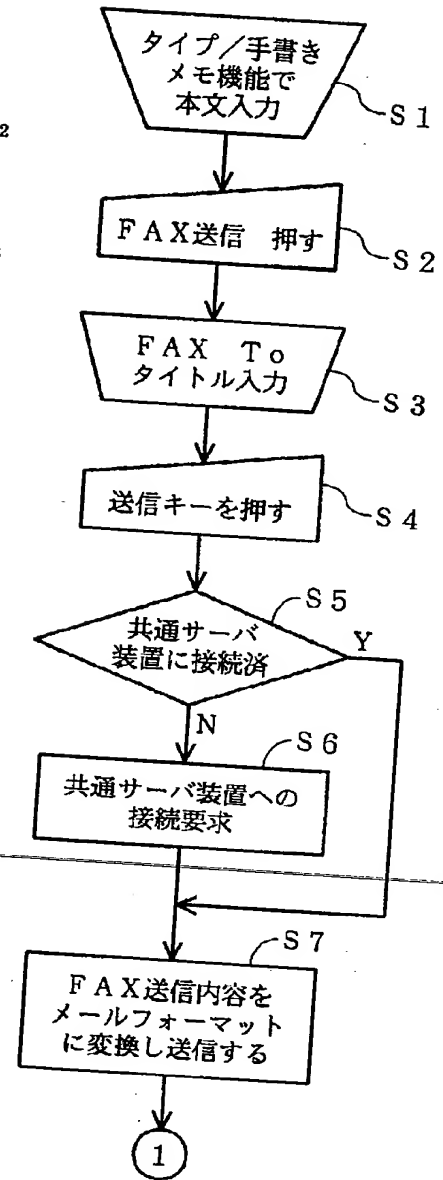 タイプ/手書き
メモ機能で
本文入力
S1
FAX送信 押す
S2
FAX To
タイトル入力
S3
送信キーを押す
S4
S5
共通サーバ
装置に接続済
Y
N
S6
共通サーバ装置への
接続要求
S7
FAX送信内容を
メールフォーマット
に変換し送信する
1
2